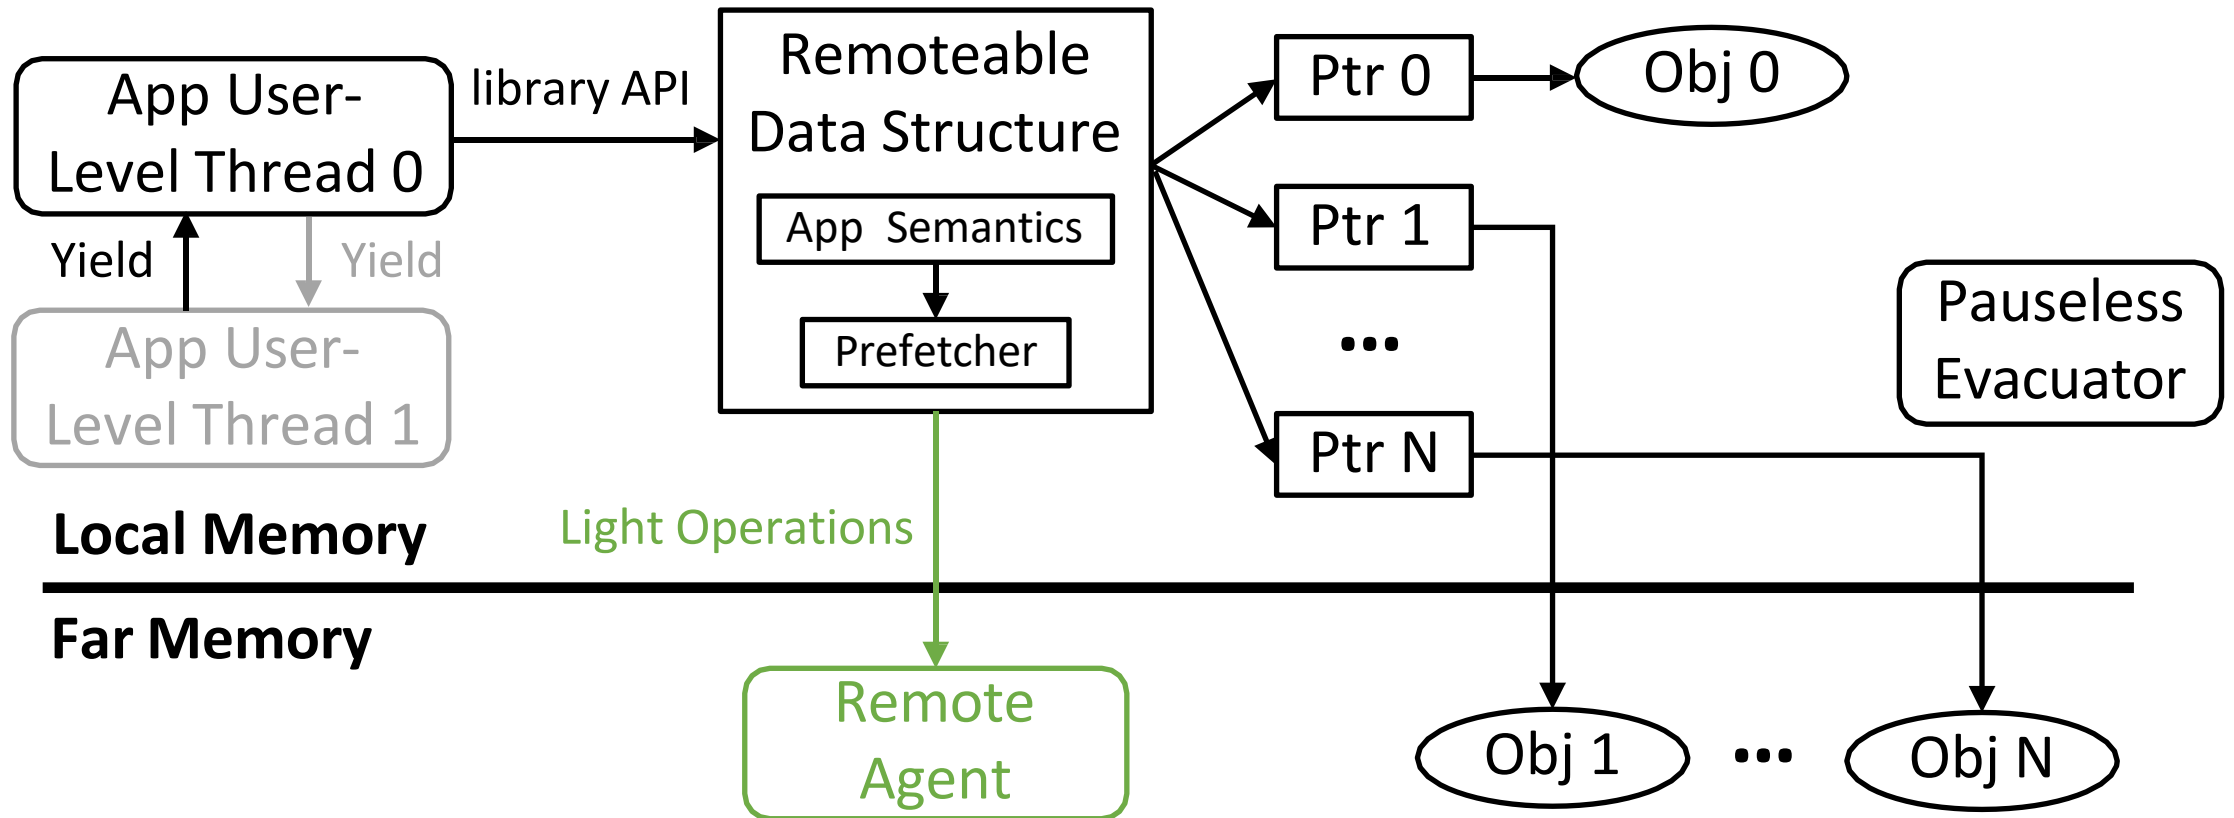 App User-
Level Thread 0
library API
Remoteable
Data Structure
App Semantics
Prefetcher
Ptr 0
Obj 0
Ptr 1
...
Ptr N
Pauseless
Evacuator
Yield
Yield
App User-
Level Thread 1
Light Operations
Local Memory
Far Memory
Remote
Agent
Obj 1
...
Obj N